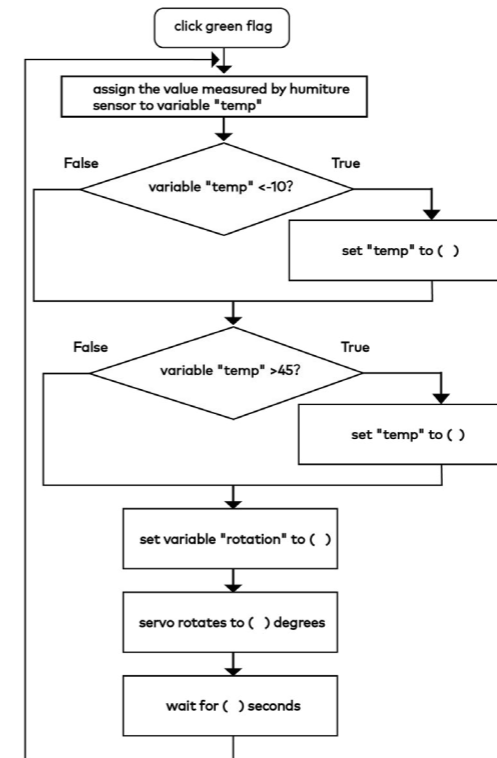 click green flag
assign the value measured by humiture
sensor to variable "temp"
False
True
variable "temp" <-10?
set "temp" to (  )
False
True
variable "temp" >45?
set "temp" to (  )
set variable "rotation" to (  )
servo rotates to (  ) degrees
wait for (  ) seconds